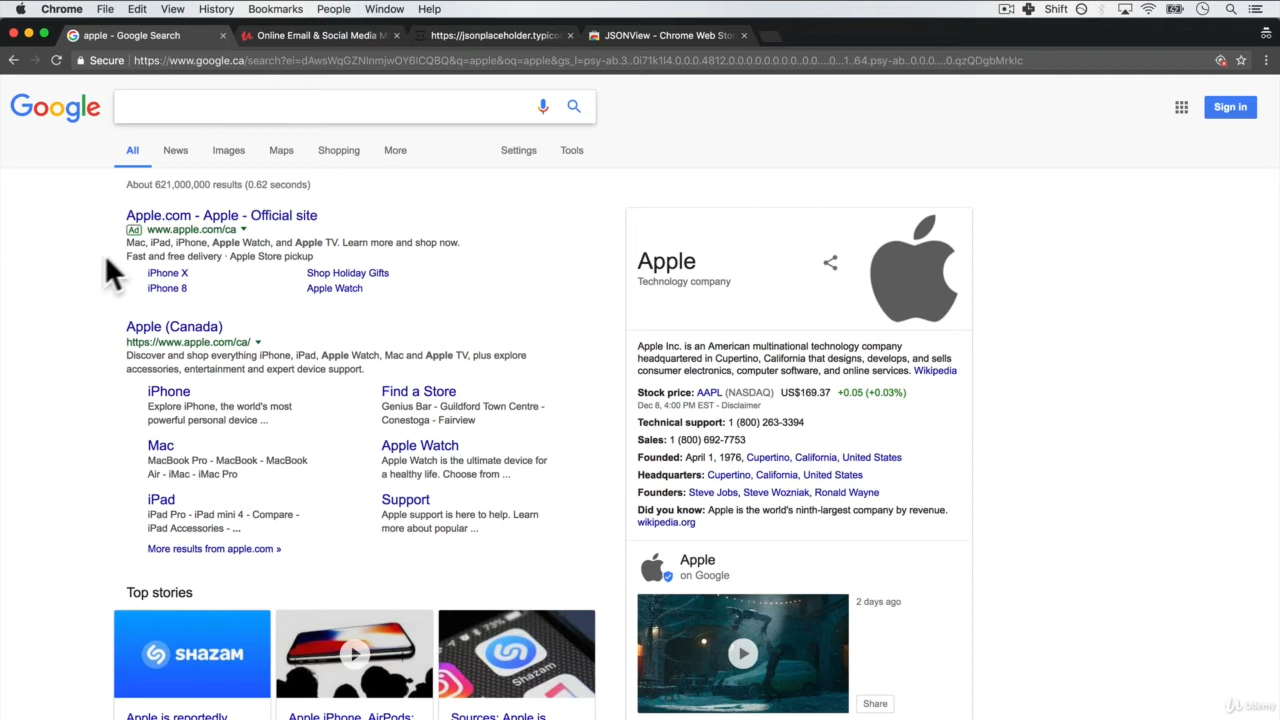 Chrome File Edit View History Bookmarks People Window Help Shift
apple - Google Search Online Email & Social Media M https://jsonplaceholder.typico JSONView - Chrome Web Stor
Secure https://www.google.ca/search?ei=dAwsWqGZNInmjwOY6ICQBQ&q=apple&oq=apple&gs_l=psy-ab.3..0i71k1l4.0.0.0.4812.0.0.0.0.0.0.0.0..0.0....0...1..64.psy-ab..0.0.0....0.qzQDgbMrkIc
Google
Sign in
All News Images Maps Shopping More Settings Tools
About 621,000,000 results (0.62 seconds)
Apple.com - Apple - Official site
Ad www.apple.com/ca
Mac, iPad, iPhone, Apple Watch, and Apple TV. Learn more and shop now.
Fast and free delivery · Apple Store pickup
iPhone X Shop Holiday Gifts
iPhone 8 Apple Watch
Apple (Canada)
https://www.apple.com/ca/
Discover and shop everything iPhone, iPad, Apple Watch, Mac and Apple TV, plus explore
accessories, entertainment and expert device support.
iPhone
Explore iPhone, the world's most
powerful personal device ...
Find a Store
Genius Bar - Guildford Town Centre -
Conestoga - Fairview
Mac
MacBook Pro - MacBook - MacBook
Air - iMac - iMac Pro
Apple Watch
Apple Watch is the ultimate device for
a healthy life. Choose from ...
iPad
iPad Pro - iPad mini 4 - Compare -
iPad Accessories - ...
Support
Apple support is here to help. Learn
more about popular ...
More results from apple.com »
Top stories
SHAZAM
Shazam
Apple is reportedly
Apple iPhone, AirPods:
Sources: Apple is
Apple
Technology company
Apple Inc. is an American multinational technology company
headquartered in Cupertino, California that designs, develops, and sells
consumer electronics, computer software, and online services. Wikipedia
Stock price: AAPL (NASDAQ) US$169.37 +0.05 (+0.03%)
Dec 8, 4:00 PM EST - Disclaimer
Technical support: 1 (800) 263-3394
Sales: 1 (800) 692-7753
Founded: April 1, 1976, Cupertino, California, United States
Headquarters: Cupertino, California, United States
Founders: Steve Jobs, Steve Wozniak, Ronald Wayne
Did you know: Apple is the world's ninth-largest company by revenue.
wikipedia.org
Apple
on Google
2 days ago
Share
Udemy